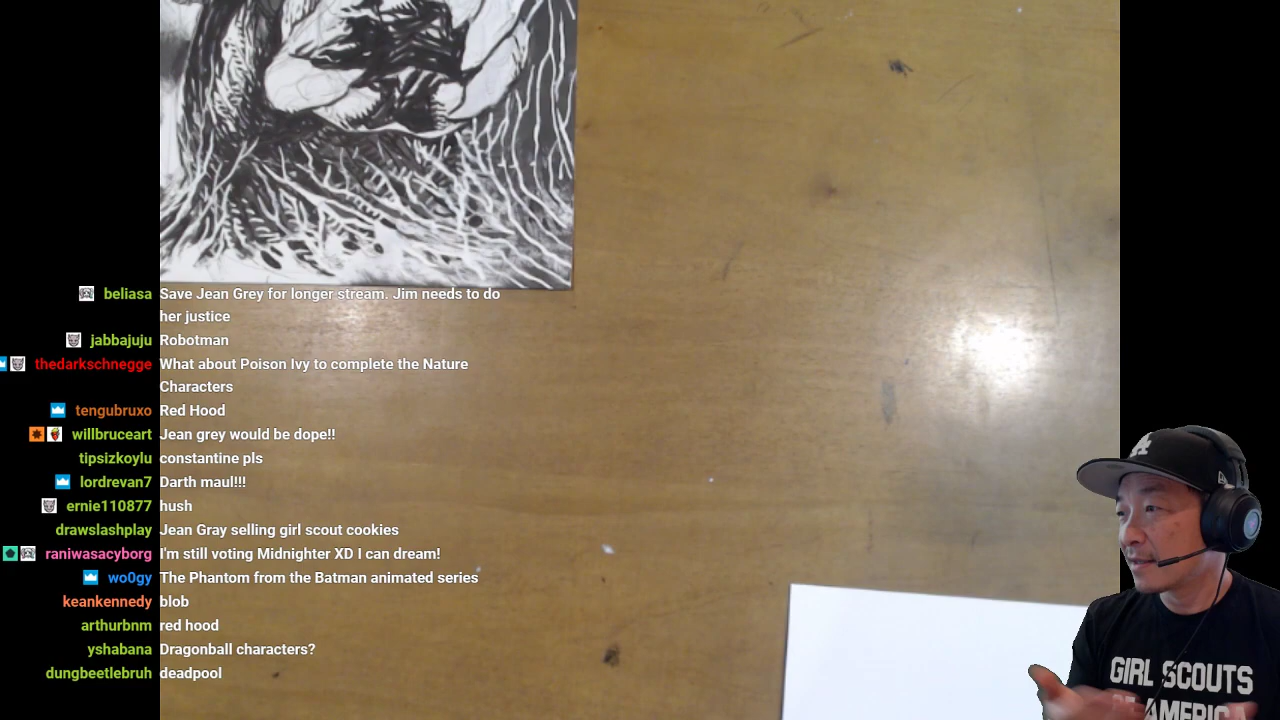 beliasa Save Jean Grey for longer stream. Jim needs to do
her justice
jabbajuju Robotman
thedarkschnegge What about Poison Ivy to complete the Nature
Characters
tengubruxo Red Hood
willbruceart Jean grey would be dope!!
tipsizkoylu constantine pls
lordrevan7 Darth maul!!!
ernie110877 hush
drawslashplay Jean Gray selling girl scout cookies
raniwasacyborg I'm still voting Midnighter XD I can dream!
wo0gy The Phantom from the Batman animated series
keankennedy blob
arthurbnm red hood
yshabana Dragonball characters?
dungbeetlebruh deadpool
GIRL SCOUTS
OF AMERICA